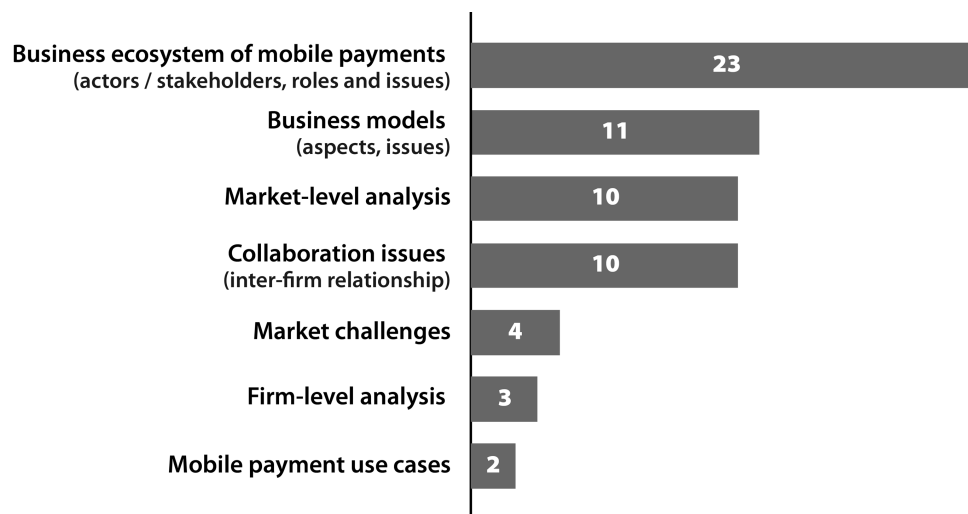 Business ecosystem of mobile payments
(actors / stakeholders, roles and issues)
23
Business models
(aspects, issues)
11
Market-level analysis
10
Collaboration issues
(inter-firm relationship)
10
Market challenges
4
Firm-level analysis
3
Mobile payment use cases
2